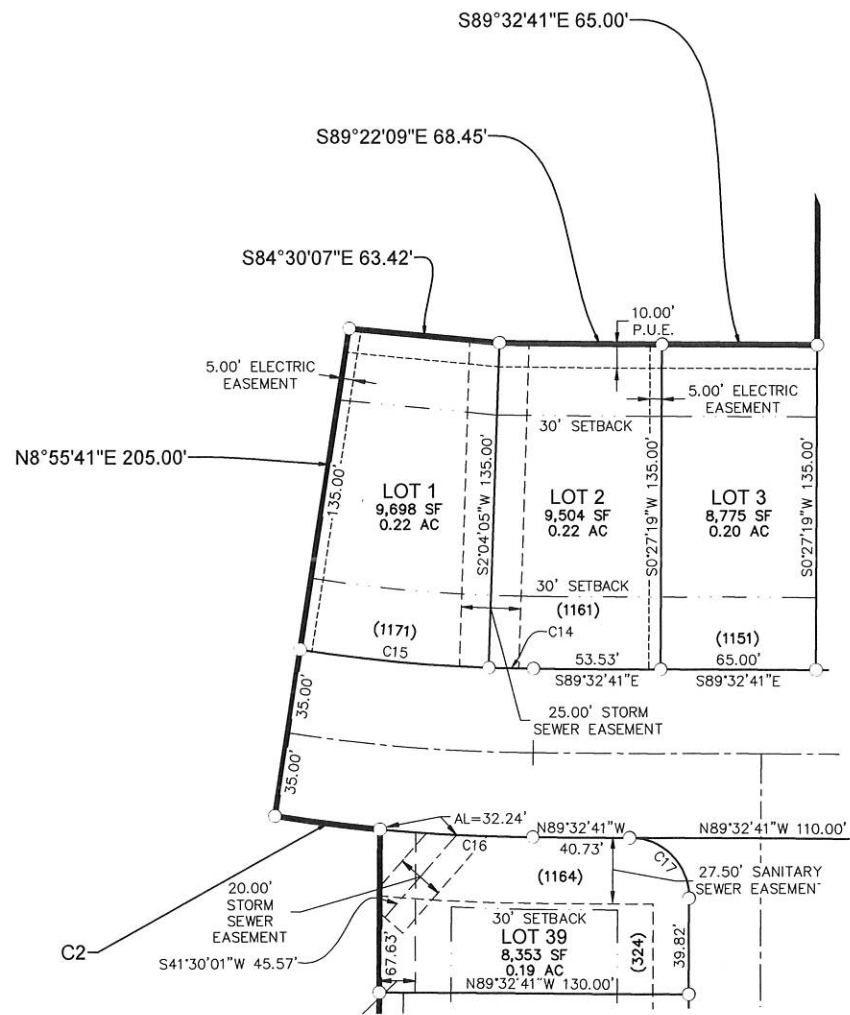 S89°32'41"E 65.00'
S89°22'09"E 68.45'
S84°30'07"E 63.42'
10.00'
P.U.E.
5.00' ELECTRIC
EASEMENT
5.00' ELECTRIC
EASEMENT
30' SETBACK
N8°55'41"E 205.00'
135.00'
S2°04'05"W 135.00'
S0°27'19"W 135.00'
S0°27'19"W 135.00'
LOT 1
9,698 SF
0.22 AC
LOT 2
9,504 SF
0.22 AC
LOT 3
8,775 SF
0.20 AC
30' SETBACK
(1161)
(1171)
C14
(1151)
C15
53.53'
65.00'
S89°32'41"E
S89°32'41"E
35.00'
25.00' STORM
SEWER EASEMENT
35.00'
AL=32.24'
N89°32'41"W
N89°32'41"W 110.00'
C16
40.73'
C17
(1164)
27.50' SANITARY
SEWER EASEMENT
20.00'
STORM
SEWER
EASEMENT
30' SETBACK
LOT 39
8,353 SF
0.19 AC
(324)
39.82'
C2
S41°30'01"W 45.57'
67.63'
N89°32'41"W 130.00'